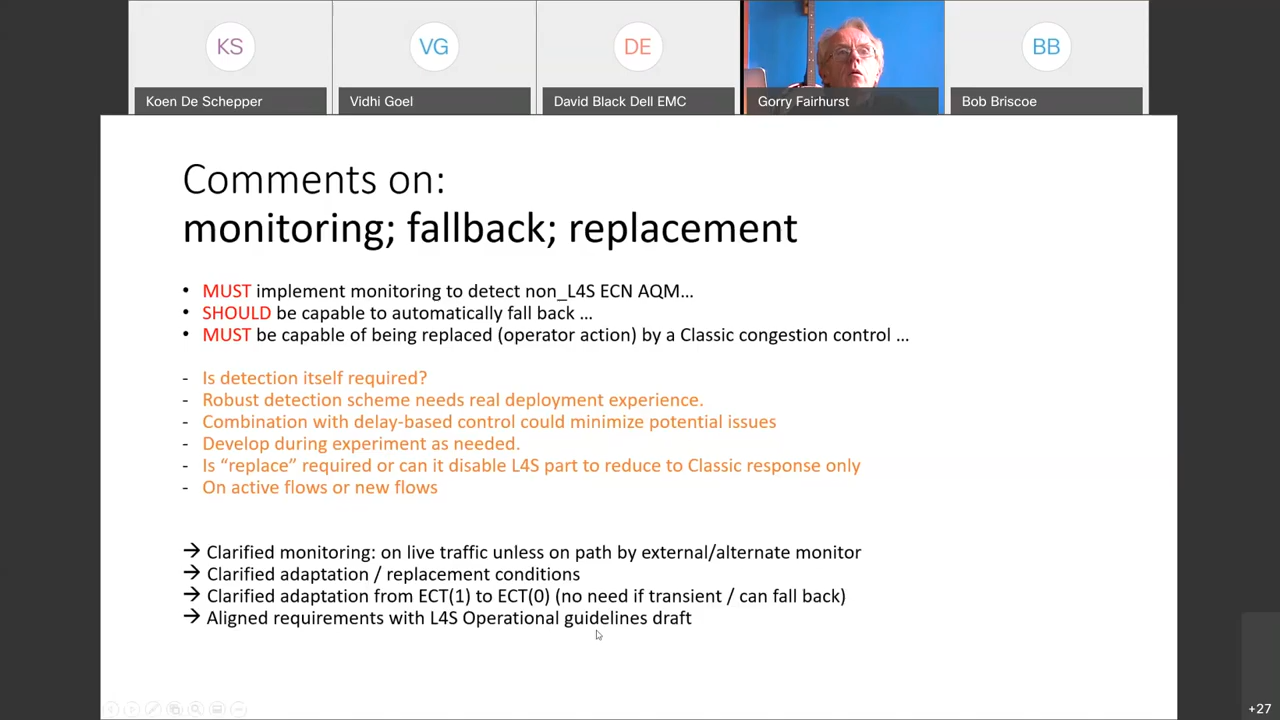 KS
VG
DE
BB
Koen De Schepper
Vidhi Goel
David Black Dell EMC
Gorry Fairhurst
Bob Briscoe
Comments on:
monitoring; fallback; replacement
• MUST implement monitoring to detect non_L4S ECN AQM...
• SHOULD be capable to automatically fall back ...
• MUST be capable of being replaced (operator action) by a Classic congestion control ...
- Is detection itself required?
- Robust detection scheme needs real deployment experience.
- Combination with delay-based control could minimize potential issues
- Develop during experiment as needed.
- Is “replace” required or can it disable L4S part to reduce to Classic response only
- On active flows or new flows
→ Clarified monitoring: on live traffic unless on path by external/alternate monitor
→ Clarified adaptation / replacement conditions
→ Clarified adaptation from ECT(1) to ECT(0) (no need if transient / can fall back)
→ Aligned requirements with L4S Operational guidelines draft
+27